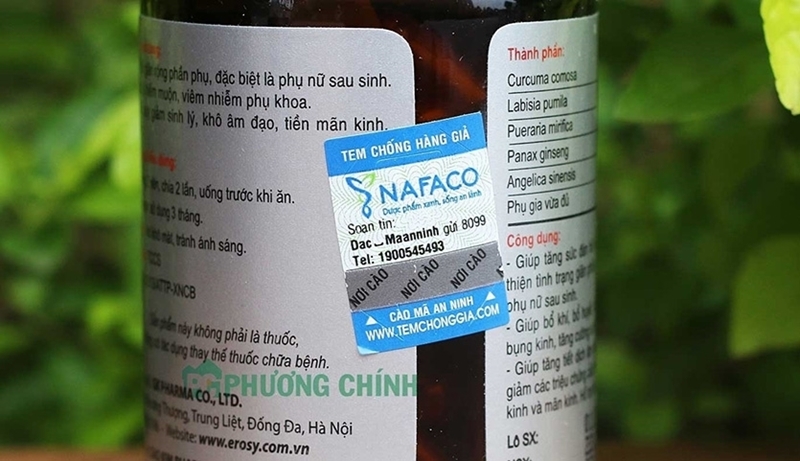 phần phụ, đặc biệt là phụ nữ sau sinh.
muộn, viêm nhiễm phụ khoa.
giảm sinh lý, khô âm đạo, tiền mãn kinh,
dùng:
chia 2 lần, uống trước khi ăn.
dụng 3 tháng.
mát, tránh ánh sáng.
ATTP-XNCB
phẩm này không phải là thuốc,
tác dụng thay thế thuốc chữa bệnh.
PHƯƠNG CHÍNH
PHARMA CO., LTD.
Thượng, Trung Liệt, Đống Đa, Hà Nội
- Website: www.erosy.com.vn
TEM CHỐNG HÀNG GIẢ
NAFACO
Dược phẩm xanh, sống an lành
Soạn tin:
Dac Maanninh gửi 8099
Tel: 1900545493
NƠI CÀO NƠI CÀO NƠI CÀO
CÀO MÃ AN NINH
WWW.TEMCHONGGIA.COM
Thành phần:
Curcuma comosa
Labisia pumila
Pueraria mirifica
Panax ginseng
Angelica sinensis
Phụ gia vừa đủ
Công dụng:
- Giúp tăng sức
thiện tình trạng
phụ nữ sau sinh.
- Giúp bổ khí,
bụng kinh, tăng cường
- Giúp tăng tiết dịch
giảm các triệu chứng
kinh và mãn kinh.
Lô SX: